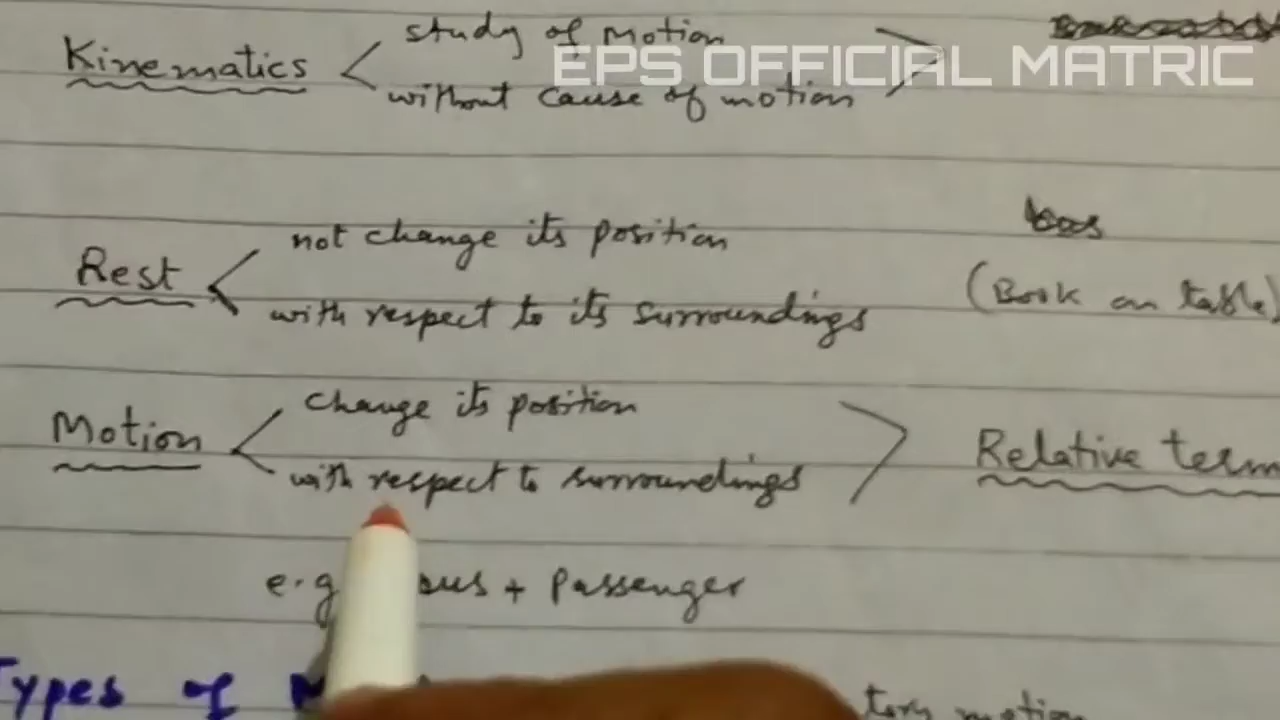 study of Motion
Kinematics
EPS OFFICIAL MATRIC
without cause of motion
not change its position
Rest
(Book on table)
with respect to its surroundings
change its position
Motion
Relative term
with respect to surroundings
e.g bus + Passenger
Types of
tory motion